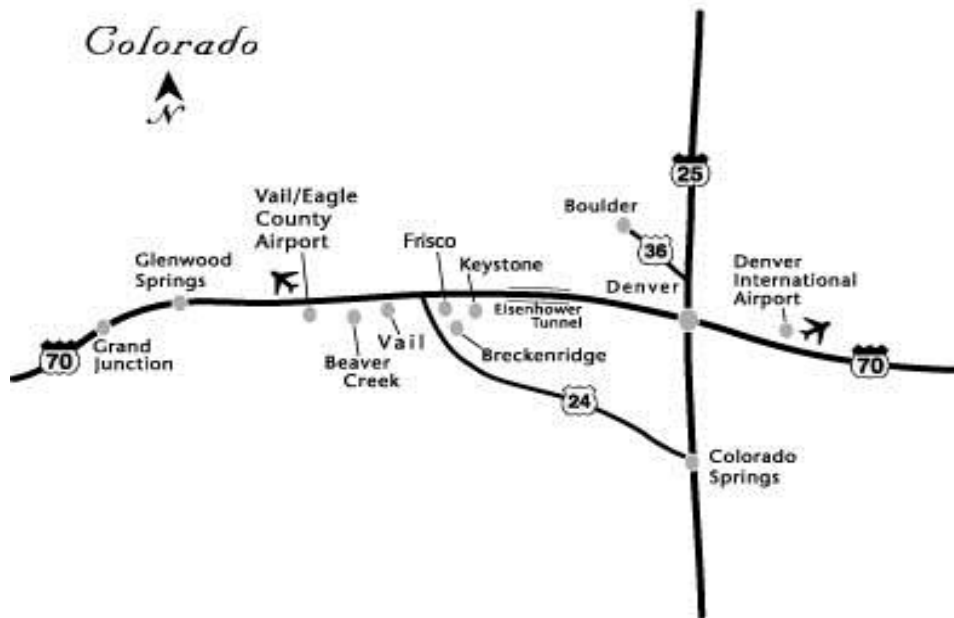 Colorado
N
25
Vail/Eagle
County
Airport
Boulder
36
Frisco
Keystone
Denver
International
Airport
Glenwood
Springs
Denver
Eisenhower
Tunnel
70
Grand
Junction
Vail
Beaver
Creek
Breckenridge
70
24
Colorado
Springs